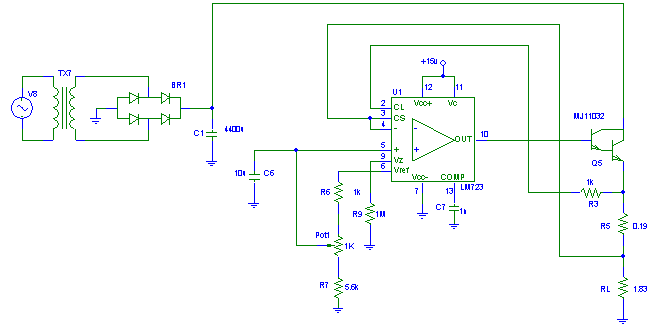 +15v
TX7
BR1
V8
U1
12
11
Vcc+
Vc
MJ11032
2
CL
3
CS
4
-
C1
4400u
OUT
10
5
+
+
9
Vz
6
Vref
Q5
10u
C6
Vcc-
COMP
LM723
7
13
R6
1k
1k
R3
C7
1u
R9
1M
R5
0.19
Pot1
1K
R7
5.6k
RL
1.83